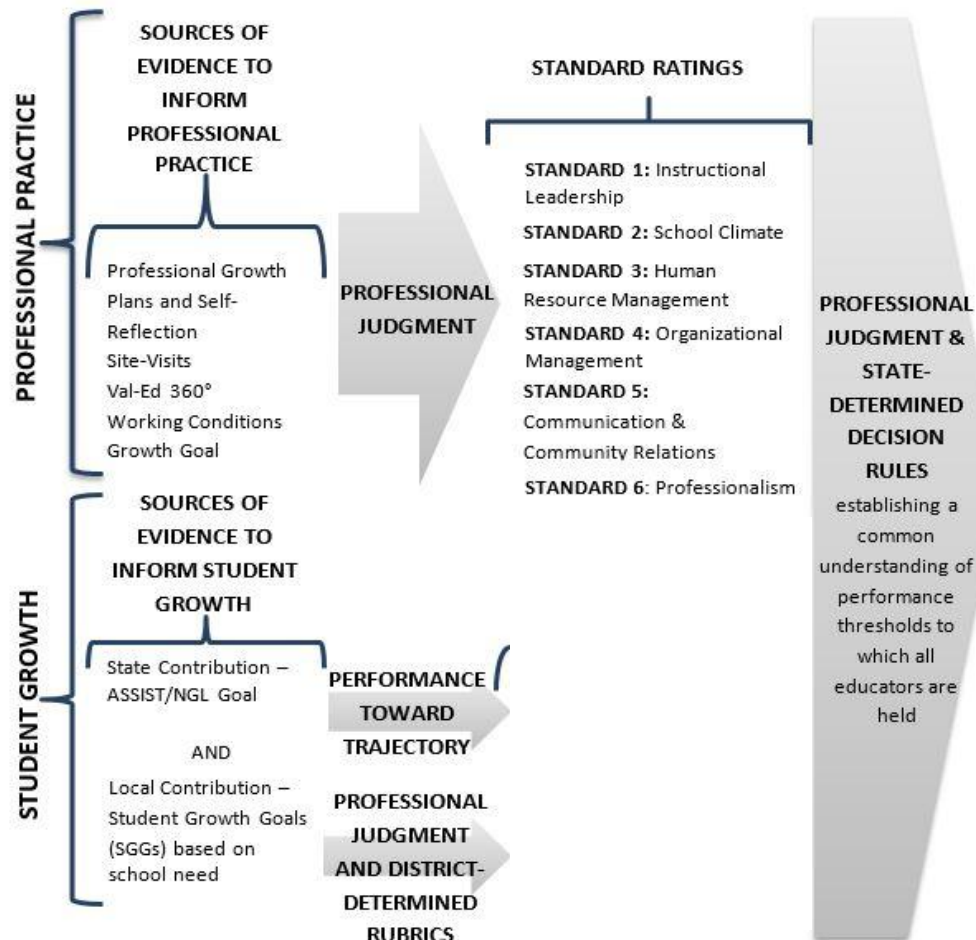 PROFESSIONAL PRACTICE
SOURCES OF
EVIDENCE TO
INFORM
PROFESSIONAL
PRACTICE
Professional Growth
Plans and Self-
Reflection
Site-Visits
Val-Ed 360°
Working Conditions
Growth Goal
PROFESSIONAL
JUDGMENT
STANDARD RATINGS
STANDARD 1: Instructional
Leadership
STANDARD 2: School Climate
STANDARD 3: Human
Resource Management
STANDARD 4: Organizational
Management
STANDARD 5:
Communication &
Community Relations
STANDARD 6: Professionalism
STUDENT GROWTH
SOURCES OF
EVIDENCE TO
INFORM STUDENT
GROWTH
State Contribution –
ASSIST/NGL Goal
AND
Local Contribution –
Student Growth Goals
(SGGs) based on
school need
PERFORMANCE
TOWARD
TRAJECTORY
PROFESSIONAL
JUDGMENT
AND DISTRICT-
DETERMINED
RUBRICS
PROFESSIONAL
JUDGMENT &
STATE-
DETERMINED
DECISION
RULES
establishing a
common
understanding of
performance
thresholds to
which all
educators are
held